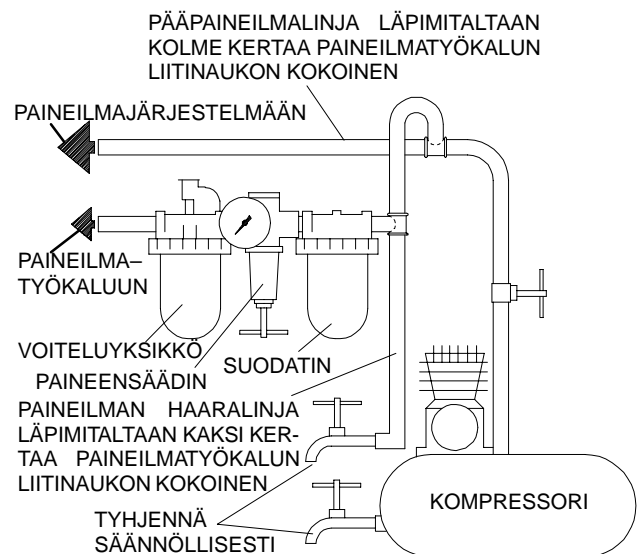 PÄÄPAINEILMALINJA LÄPIMITALTAAN
KOLME KERTAA PAINEILMATYÖKALUN
LIITINAUKON KOKOINEN
PAINEILMAJÄRJESTELMÄÄN
PAINEILMA–
TYÖKALUUN
VOITELUYKSIKKÖ
SUODATIN
PAINEENSÄÄDIN
PAINEILMAN HAARALINJA
LÄPIMITALTAAN KAKSI KER-
TAA PAINEILMATYÖKALUN
LIITINAUKON KOKOINEN
KOMPRESSORI
TYHJENNÄ
SÄÄNNÖLLISESTI